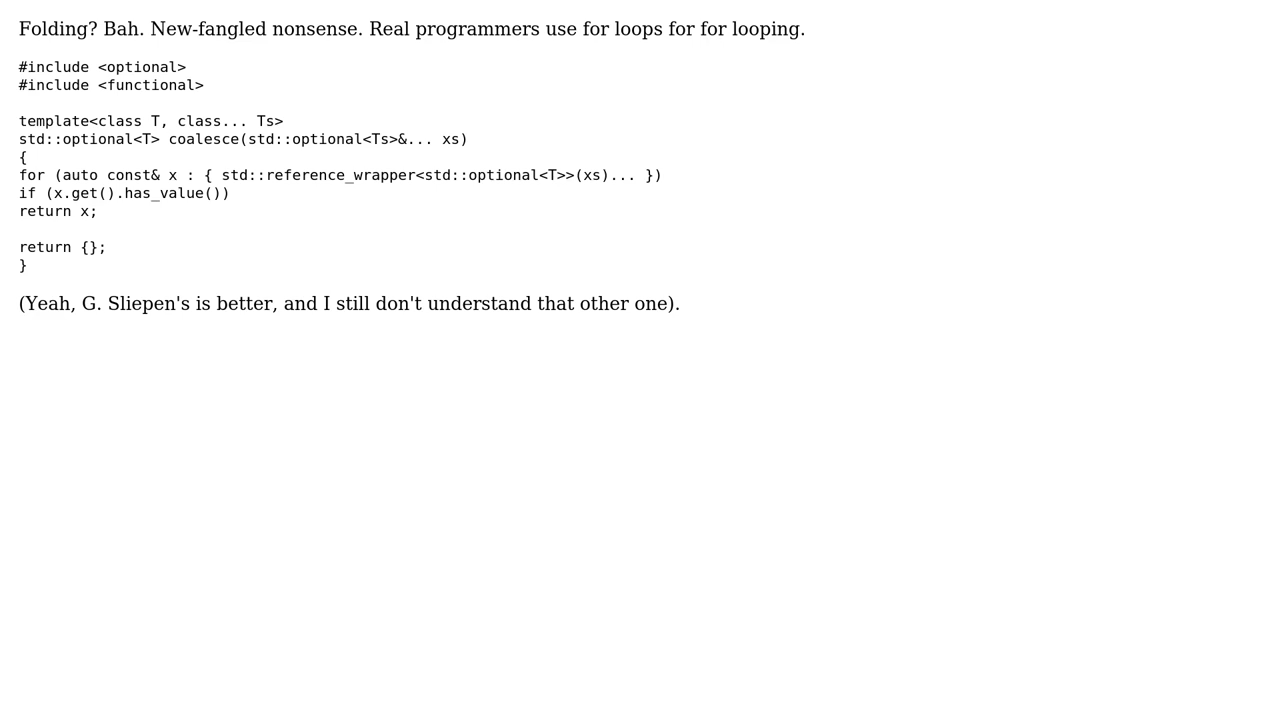 Folding? Bah. New-fangled nonsense. Real programmers use for loops for for looping.
#include <optional>
#include <functional>
template<class T, class... Ts>
std::optional<T> coalesce(std::optional<Ts>&... xs)
{
for (auto const& x : { std::reference_wrapper<std::optional<T>>(xs)... })
if (x.get().has_value())
return x;
return {};
}
(Yeah, G. Sliepen's is better, and I still don't understand that other one).